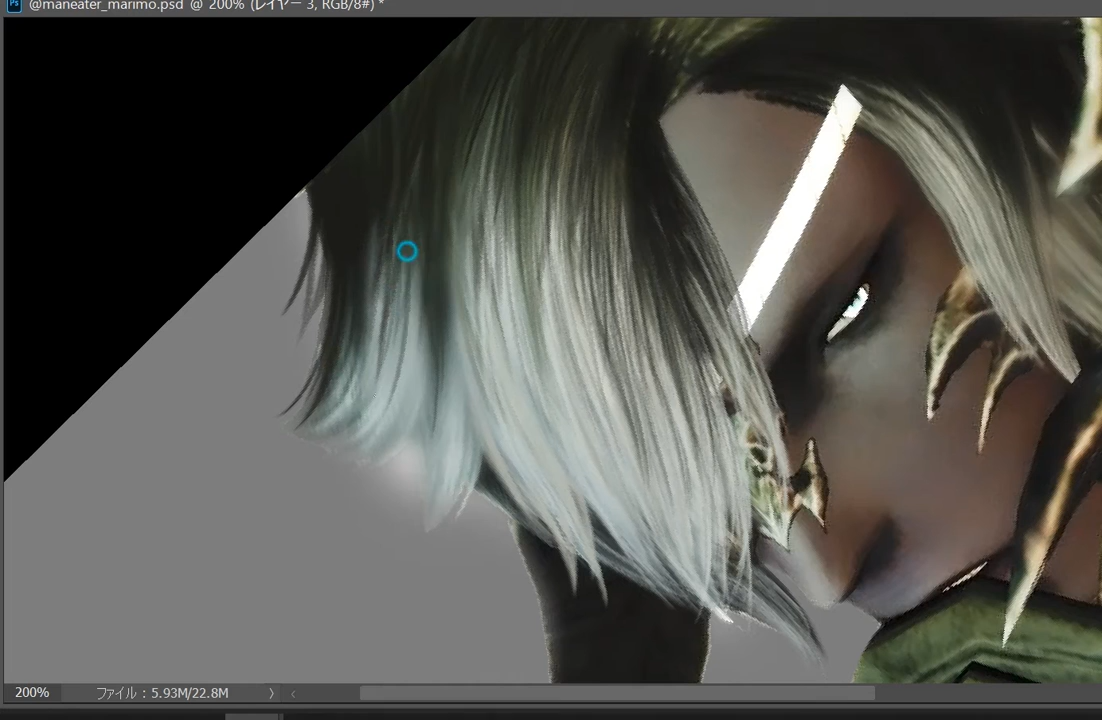 Ps @maneater_marimo.psd @ 200% (レイヤー 3, RGB/8#) *
200% ファイル : 5.93M/22.8M